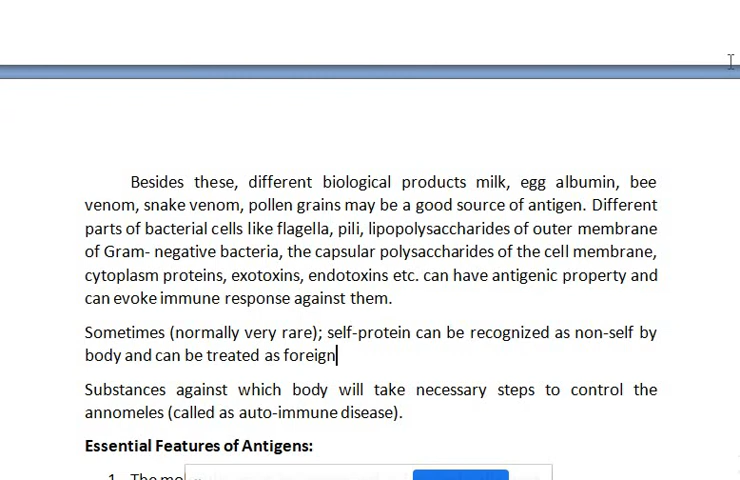 Besides these, different biological products milk, egg albumin, bee
venom, snake venom, pollen grains may be a good source of antigen. Different
parts of bacterial cells like flagella, pili, lipopolysaccharides of outer membrane
of Gram- negative bacteria, the capsular polysaccharides of the cell membrane,
cytoplasm proteins, exotoxins, endotoxins etc. can have antigenic property and
can evoke immune response against them.
Sometimes (normally very rare); self-protein can be recognized as non-self by
body and can be treated as foreign
Substances against which body will take necessary steps to control the
annomeles (called as auto-immune disease).
Essential Features of Antigens:
1. The